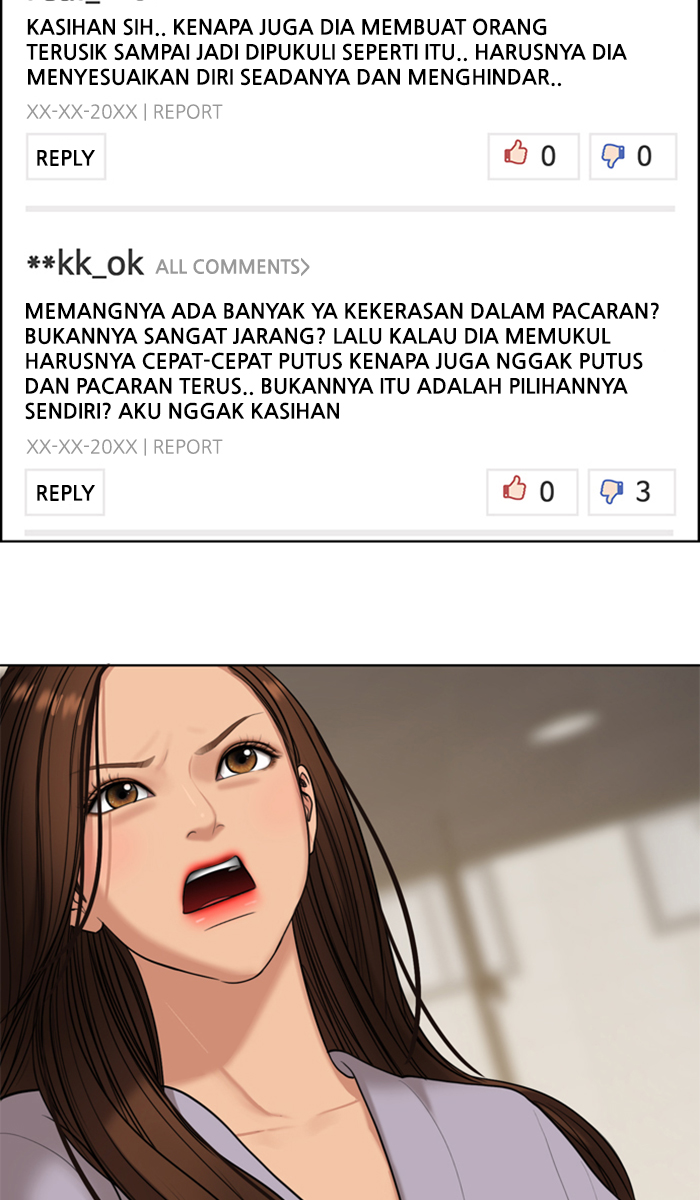 KASIHAN SIH.. KENAPA JUGA DIA MEMBUAT ORANG
TERUSIK SAMPAI JADI DIPUKULI SEPERTI ITU.. HARUSNYA DIA
MENYESUAIKAN DIRI SEADANYA DAN MENGHINDAR..
XX-XX-20XX | REPORT
REPLY 0 0
**kk_ok ALL COMMENTS>
MEMANGNYA ADA BANYAK YA KEKERASAN DALAM PACARAN?
BUKANNYA SANGAT JARANG? LALU KALAU DIA MEMUKUL
HARUSNYA CEPAT-CEPAT PUTUS KENAPA JUGA NGGAK PUTUS
DAN PACARAN TERUS.. BUKANNYA ITU ADALAH PILIHANNYA
SENDIRI? AKU NGGAK KASIHAN
XX-XX-20XX | REPORT
REPLY 0 3